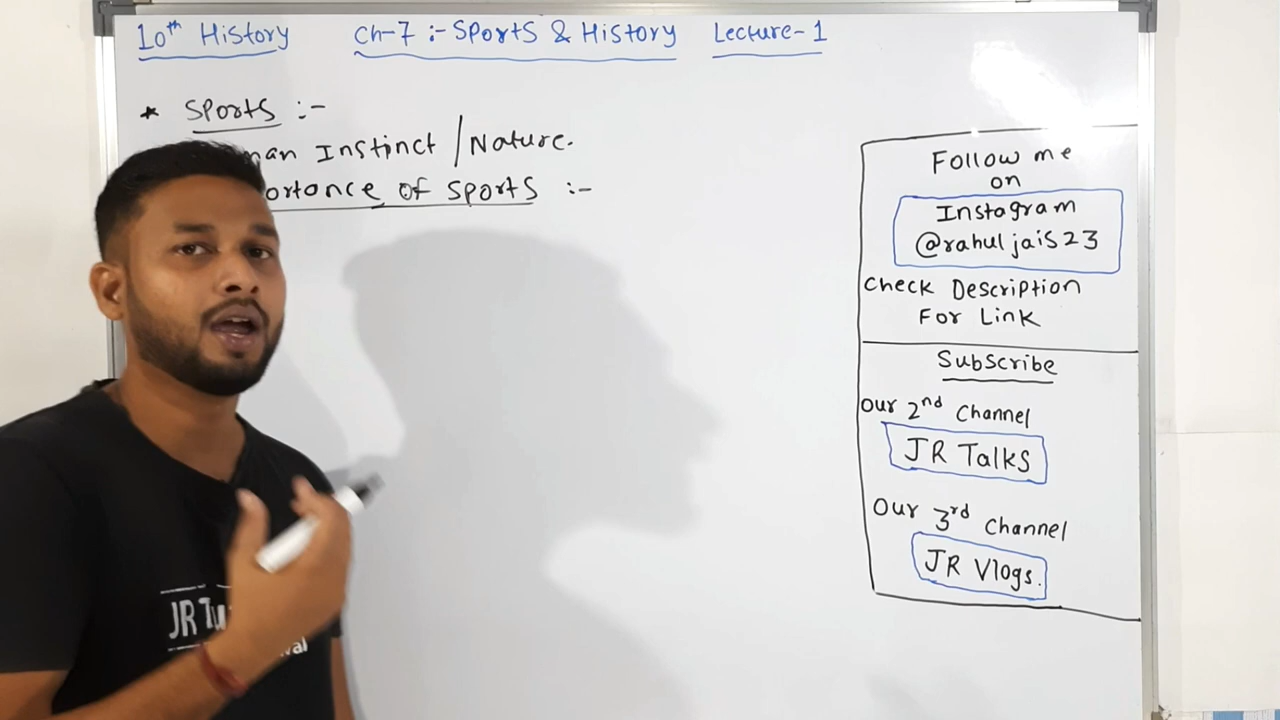 10th History Ch-7 :- Sports & History Lecture-1
* Sports :-
Instinct / Nature.
of Sports :-
Follow me
on
Instagram
@rahuljais23
Check Description
For Link
Subscribe
Our 2nd Channel
JR Talks
Our 3rd Channel
JR Vlogs.
JR